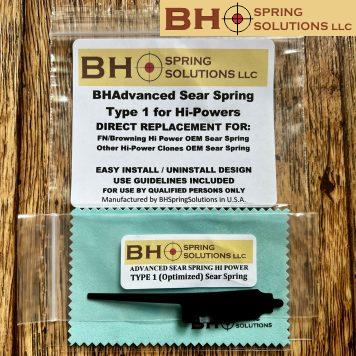 BH SPRING
SOLUTIONS LLC
BH SPRING
SOLUTIONS LLC
BHAdvanced Sear Spring
Type 1 for Hi-Powers
DIRECT REPLACEMENT FOR:
FN/Browning Hi Power OEM Sear Spring
Other Hi-Power Clones OEM Sear Spring
EASY INSTALL / UNINSTALL DESIGN
USE GUIDELINES INCLUDED
FOR USE BY QUALIFIED PERSONS ONLY
Manufactured by BHSpringSolutions in U.S.A.
BH SPRING
SOLUTIONS LLC
ADVANCED SEAR SPRING HI POWER
TYPE 1 (Optimized) Sear Spring
SOLUTIONS